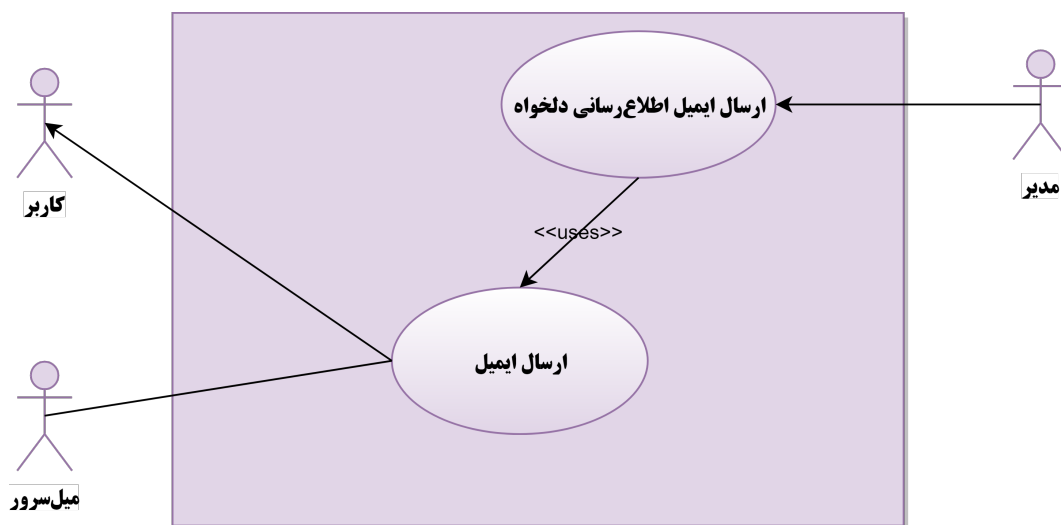 ارسال ایمیل اطلاع‌رسانی دلخواه
مدیر
کاربر
<<uses>>
ارسال ایمیل
میل‌سرور